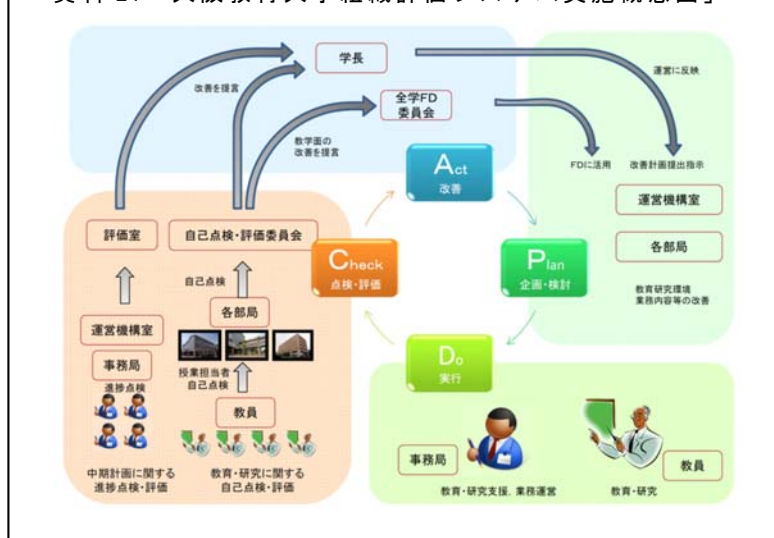 学長
改善を提言
全学FD
委員会
教学面の
改善を提言
運営に反映
FDに活用
改善計画提出指示
運営機構室
各部局
教育研究環境
業務内容等の改善
Act
改善
Plan
企画・検討
Do
実行
Check
点検・評価
評価室
自己点検・評価委員会
自己点検
各部局
運営機構室
事務局
進捗点検
授業担当者
自己点検
教員
中期計画に関する
進捗点検・評価
教育・研究に関する
自己点検・評価
事務局
教育・研究支援、業務運営
教育・研究
教員